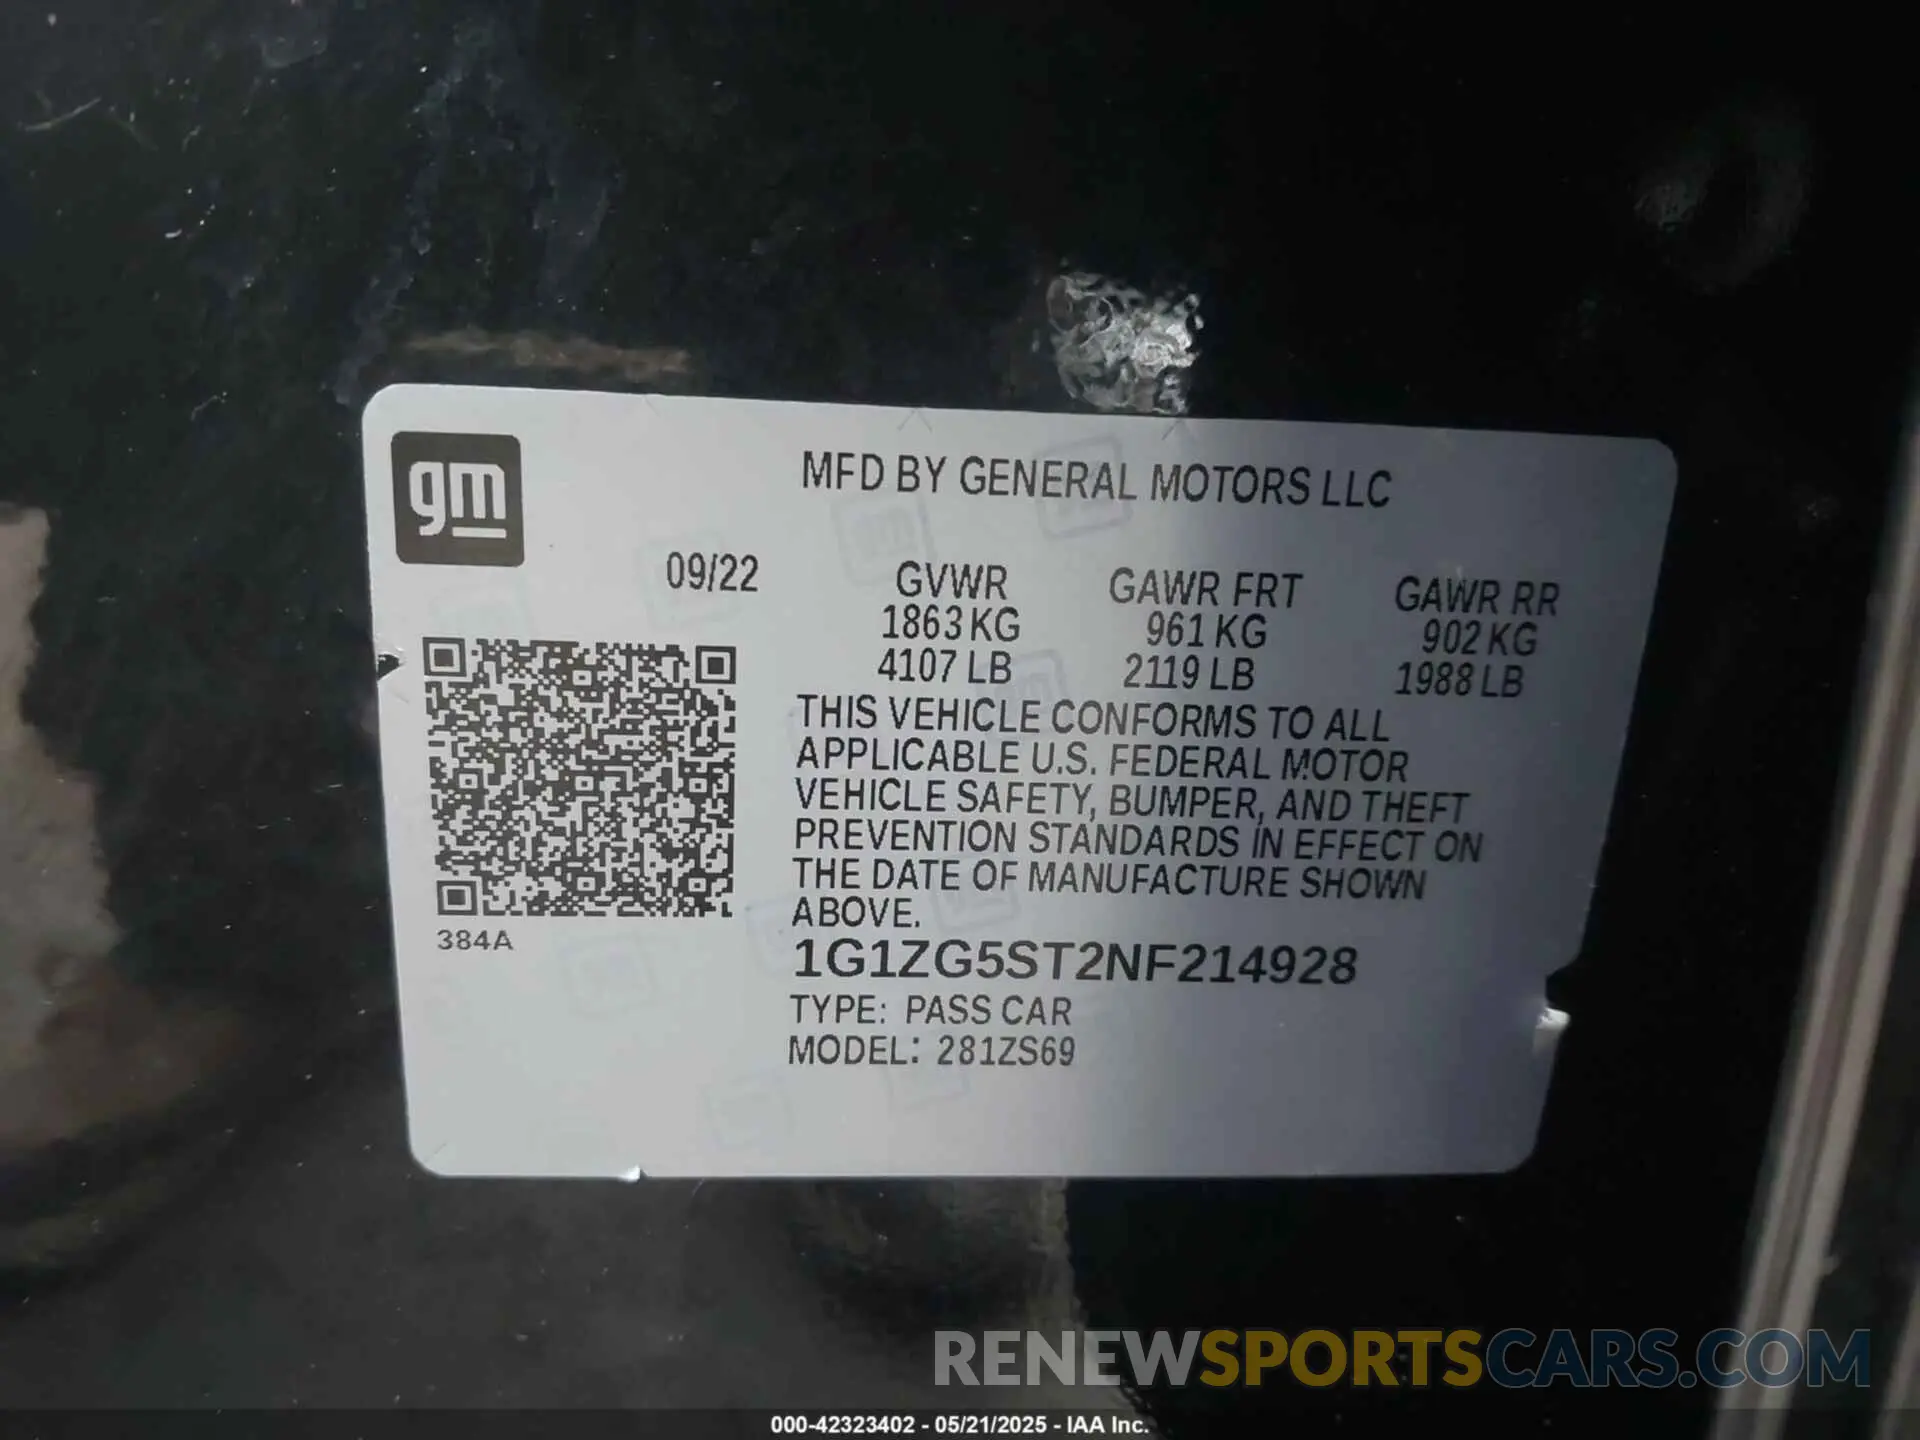 gm
MFD BY GENERAL MOTORS LLC
09/22
GVWR GAWR FRT GAWR RR
1863 KG 961 KG 902 KG
4107 LB 2119 LB 1988 LB
THIS VEHICLE CONFORMS TO ALL
APPLICABLE U.S. FEDERAL MOTOR
VEHICLE SAFETY, BUMPER, AND THEFT
PREVENTION STANDARDS IN EFFECT ON
THE DATE OF MANUFACTURE SHOWN
ABOVE.
384A
1G1ZG5ST2NF214928
TYPE: PASS CAR
MODEL: 281ZS69
RENEWSPORTSCARS.COM
000-42323402 - 05/21/2025 - IAA Inc.